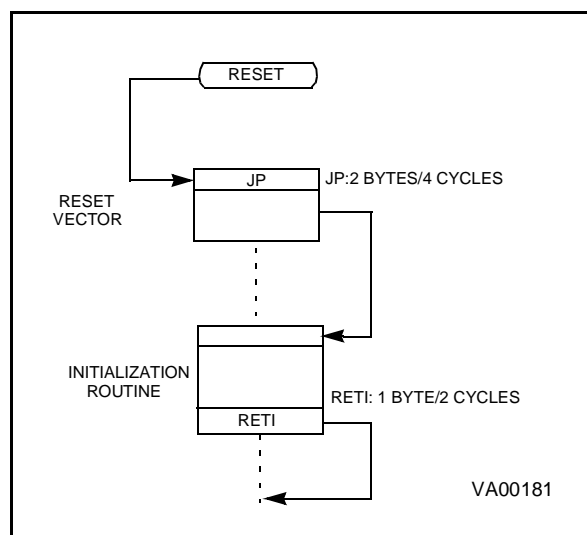 RESET
JP
JP:2 BYTES/4 CYCLES
RESET
VECTOR
INITIALIZATION
ROUTINE
RETI: 1 BYTE/2 CYCLES
RETI
VA00181